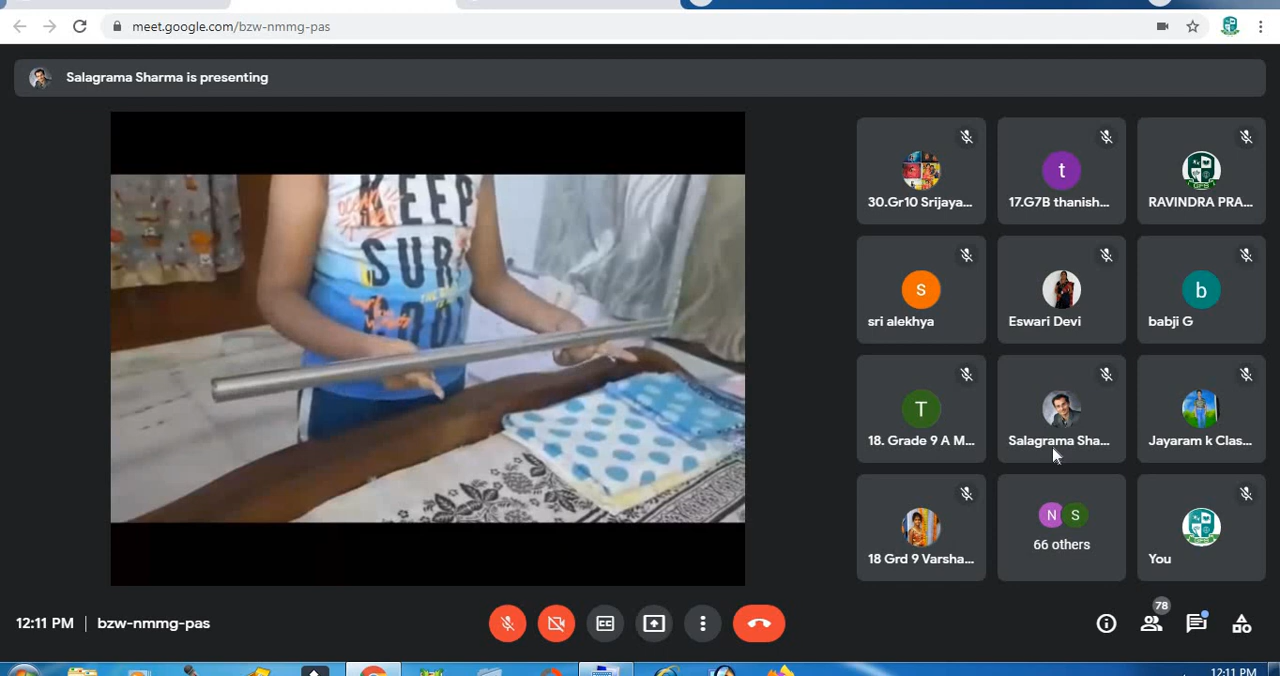 meet.google.com/bzw-nmmg-pas
Salagrama Sharma is presenting
KEEP
SURF
30.Gr10 Srijaya...
t
17.G7B thanish...
RAVINDRA PRA...
s
sri alekhya
Eswari Devi
b
babji G
T
18. Grade 9 A M...
Salagrama Sha...
Jayaram k Clas...
18 Grd 9 Varsha...
N S
66 others
You
12:11 PM | bzw-nmmg-pas
78
12:11 PM